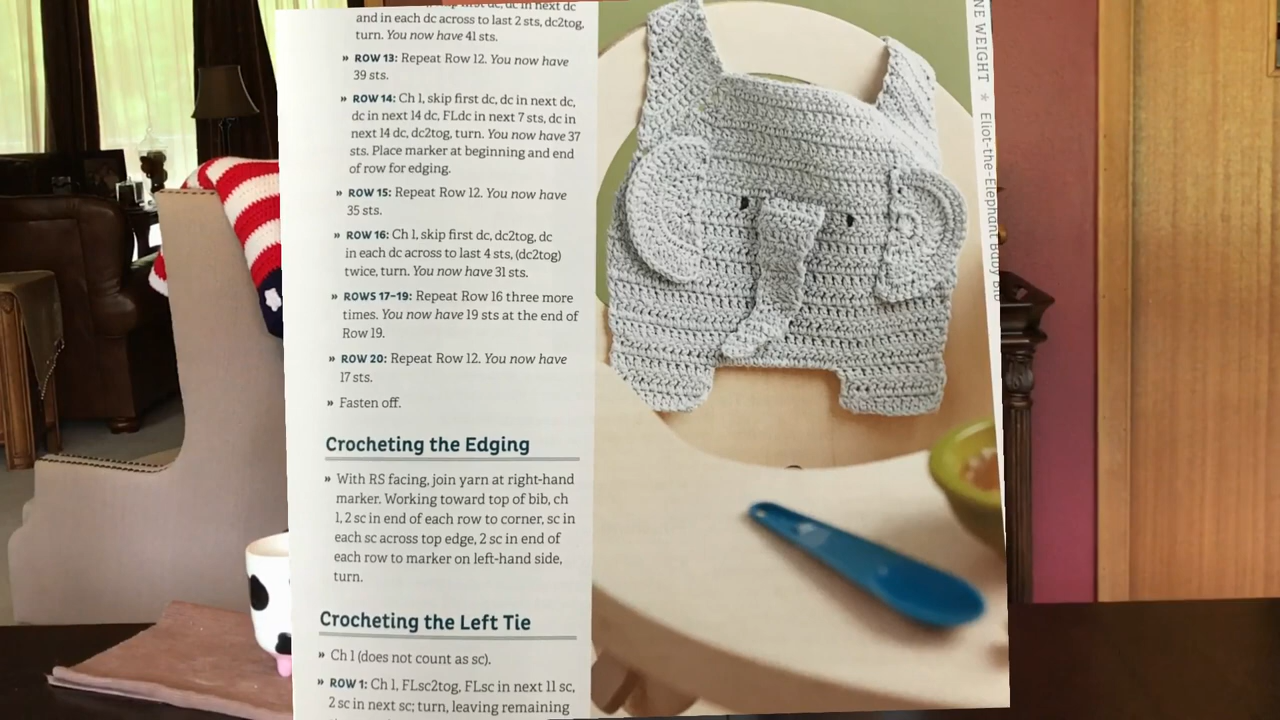 dc in next dc
and in each dc across to last 2 sts, dc2tog,
turn. You now have 41 sts.
» ROW 13: Repeat Row 12. You now have
39 sts.
» ROW 14: Ch 1, skip first dc, dc in next dc,
dc in next 14 dc, FLdc in next 7 sts, dc in
next 14 dc, dc2tog, turn. You now have 37
sts. Place marker at beginning and end
of row for edging.
» ROW 15: Repeat Row 12. You now have
35 sts.
» ROW 16: Ch 1, skip first dc, dc2tog, dc
in each dc across to last 4 sts, (dc2tog)
twice, turn. You now have 31 sts.
» ROWS 17–19: Repeat Row 16 three more
times. You now have 19 sts at the end of
Row 19.
» ROW 20: Repeat Row 12. You now have
17 sts.
» Fasten off.
Crocheting the Edging
» With RS facing, join yarn at right-hand
marker. Working toward top of bib, ch
1, 2 sc in end of each row to corner, sc in
each sc across top edge, 2 sc in end of
each row to marker on left-hand side,
turn.
Crocheting the Left Tie
» Ch 1 (does not count as sc).
» ROW 1: Ch 1, FLsc2tog, FLsc in next 11 sc,
2 sc in next sc; turn, leaving remaining
NE WEIGHT * Eliot-the-Elephant Baby Bib